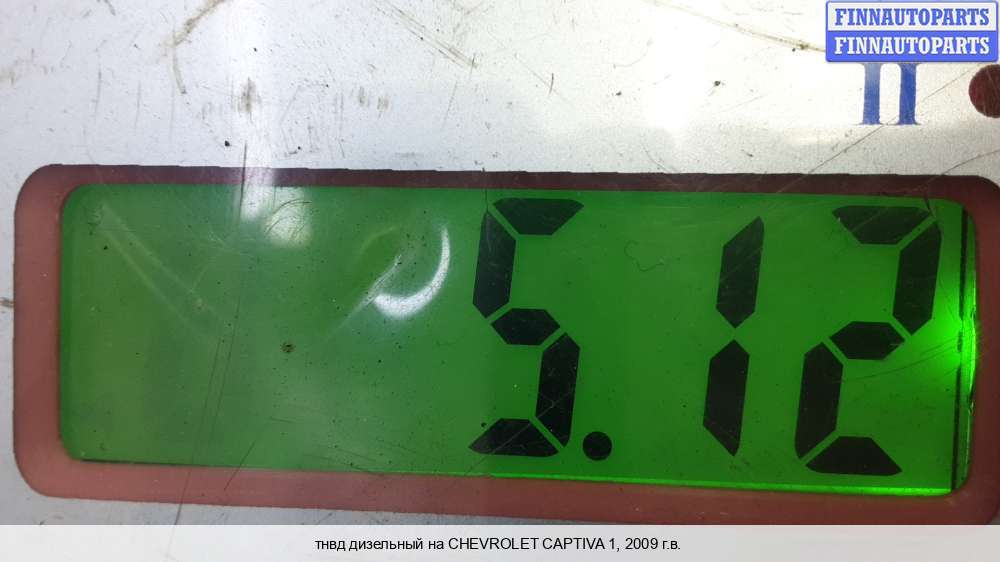 FINNAUTOPARTS
FINNAUTOPARTS
П
5.12
тнвд дизельный на CHEVROLET CAPTIVA 1, 2009 г.в.